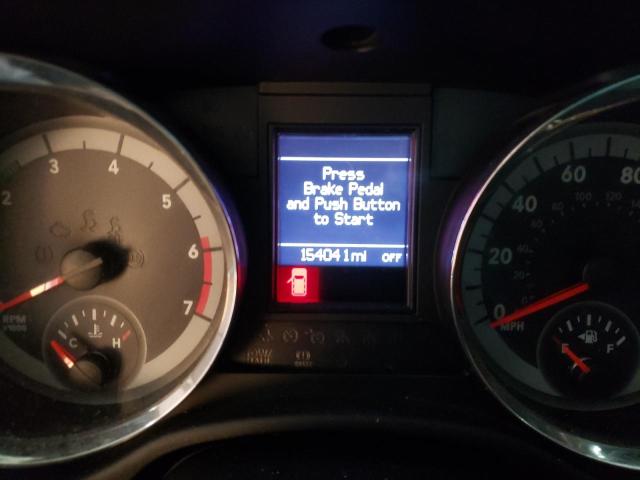 Press
Brake Pedal
and Push Button
to Start
154041 mi OFF
2 3 4 5 6 7
RPM
x1000
C H
0 20 40 60 80
MPH
E F